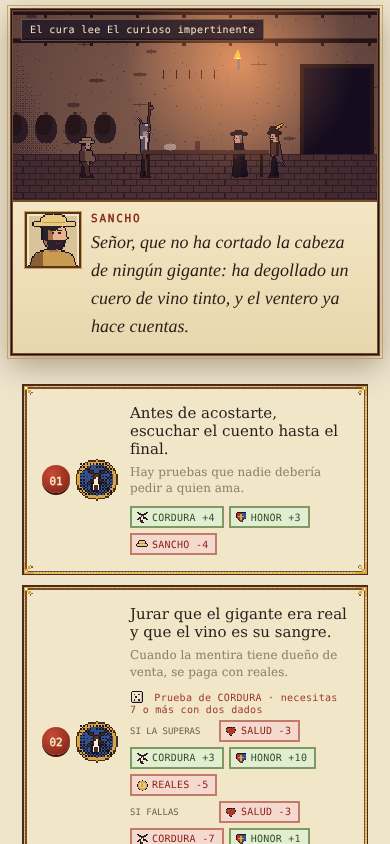 El cura lee El curioso impertinente
SANCHO
Señor, que no ha cortado la cabeza
de ningún gigante: ha degollado un
cuero de vino tinto, y el ventero ya
hace cuentas.
01
Antes de acostarte,
escuchar el cuento hasta el
final.
Hay pruebas que nadie debería
pedir a quien ama.
CORDURA +4 HONOR +3
SANCHO -4
02
Jurar que el gigante era real
y que el vino es su sangre.
Cuando la mentira tiene dueño de
venta, se paga con reales.
Prueba de CORDURA · necesitas
7 o más con dos dados
SI LA SUPERAS SALUD -3
CORDURA +3 HONOR +10
REALES -5
SI FALLAS SALUD -3
CORDURA -7 HONOR +1